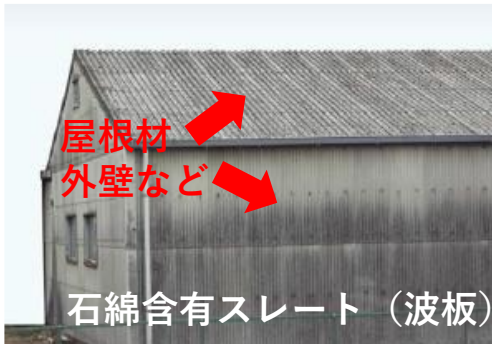 屋根材
外壁など
石綿含有スレート（波板）